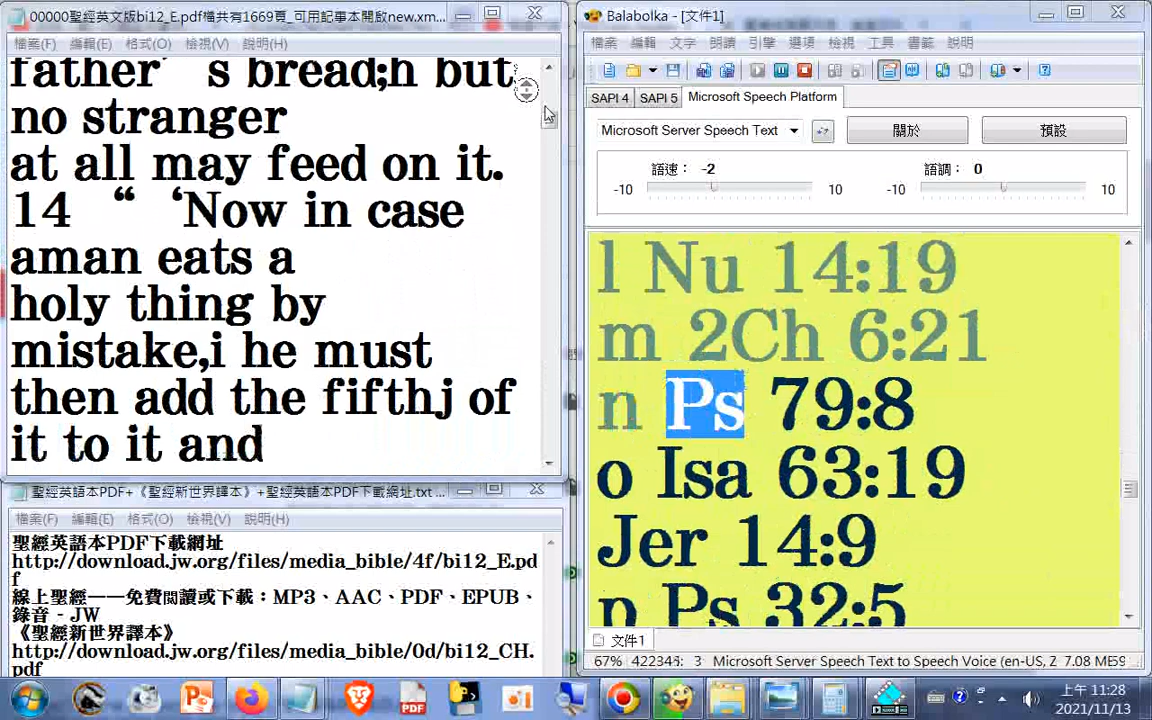 00000聖經英文版bi12_E.pdf檔共有1669頁_可用記事本開啟new.xm...
檔案(F) 編輯(E) 格式(O) 檢視(V) 說明(H)
father's bread;h but
no stranger
at all may feed on it.
14 “ ‘Now in case
aman eats a
holy thing by
mistake,i he must
then add the fifthj of
it to it and
聖經英語本PDF+《聖經新世界譯本》+聖經英語本PDF下載網址.txt ...
檔案(F) 編輯(E) 格式(O) 檢視(V) 說明(H)
聖經英語本PDF下載網址
http://download.jw.org/files/media_bible/4f/bi12_E.pd
f
線上聖經——免費閱讀或下載：MP3、AAC、PDF、EPUB、
錄音 - JW
《聖經新世界譯本》
http://download.jw.org/files/media_bible/0d/bi12_CH.
pdf
Balabolka - [文件1]
檔案 編輯 文字 朗讀 引擎 選項 檢視 工具 書籤 說明
SAPI 4 SAPI 5 Microsoft Speech Platform
Microsoft Server Speech Text 關於 預設
語速： -2 語調： 0
-10 10 -10 10
l Nu 14:19
m 2Ch 6:21
n Ps 79:8
o Isa 63:19
Jer 14:9
p Ps 32:5
文件1
67% 3 Microsoft Server Speech Text to Speech Voice (en-US, Z 7.08 ME
上午 11:28
2021/11/13